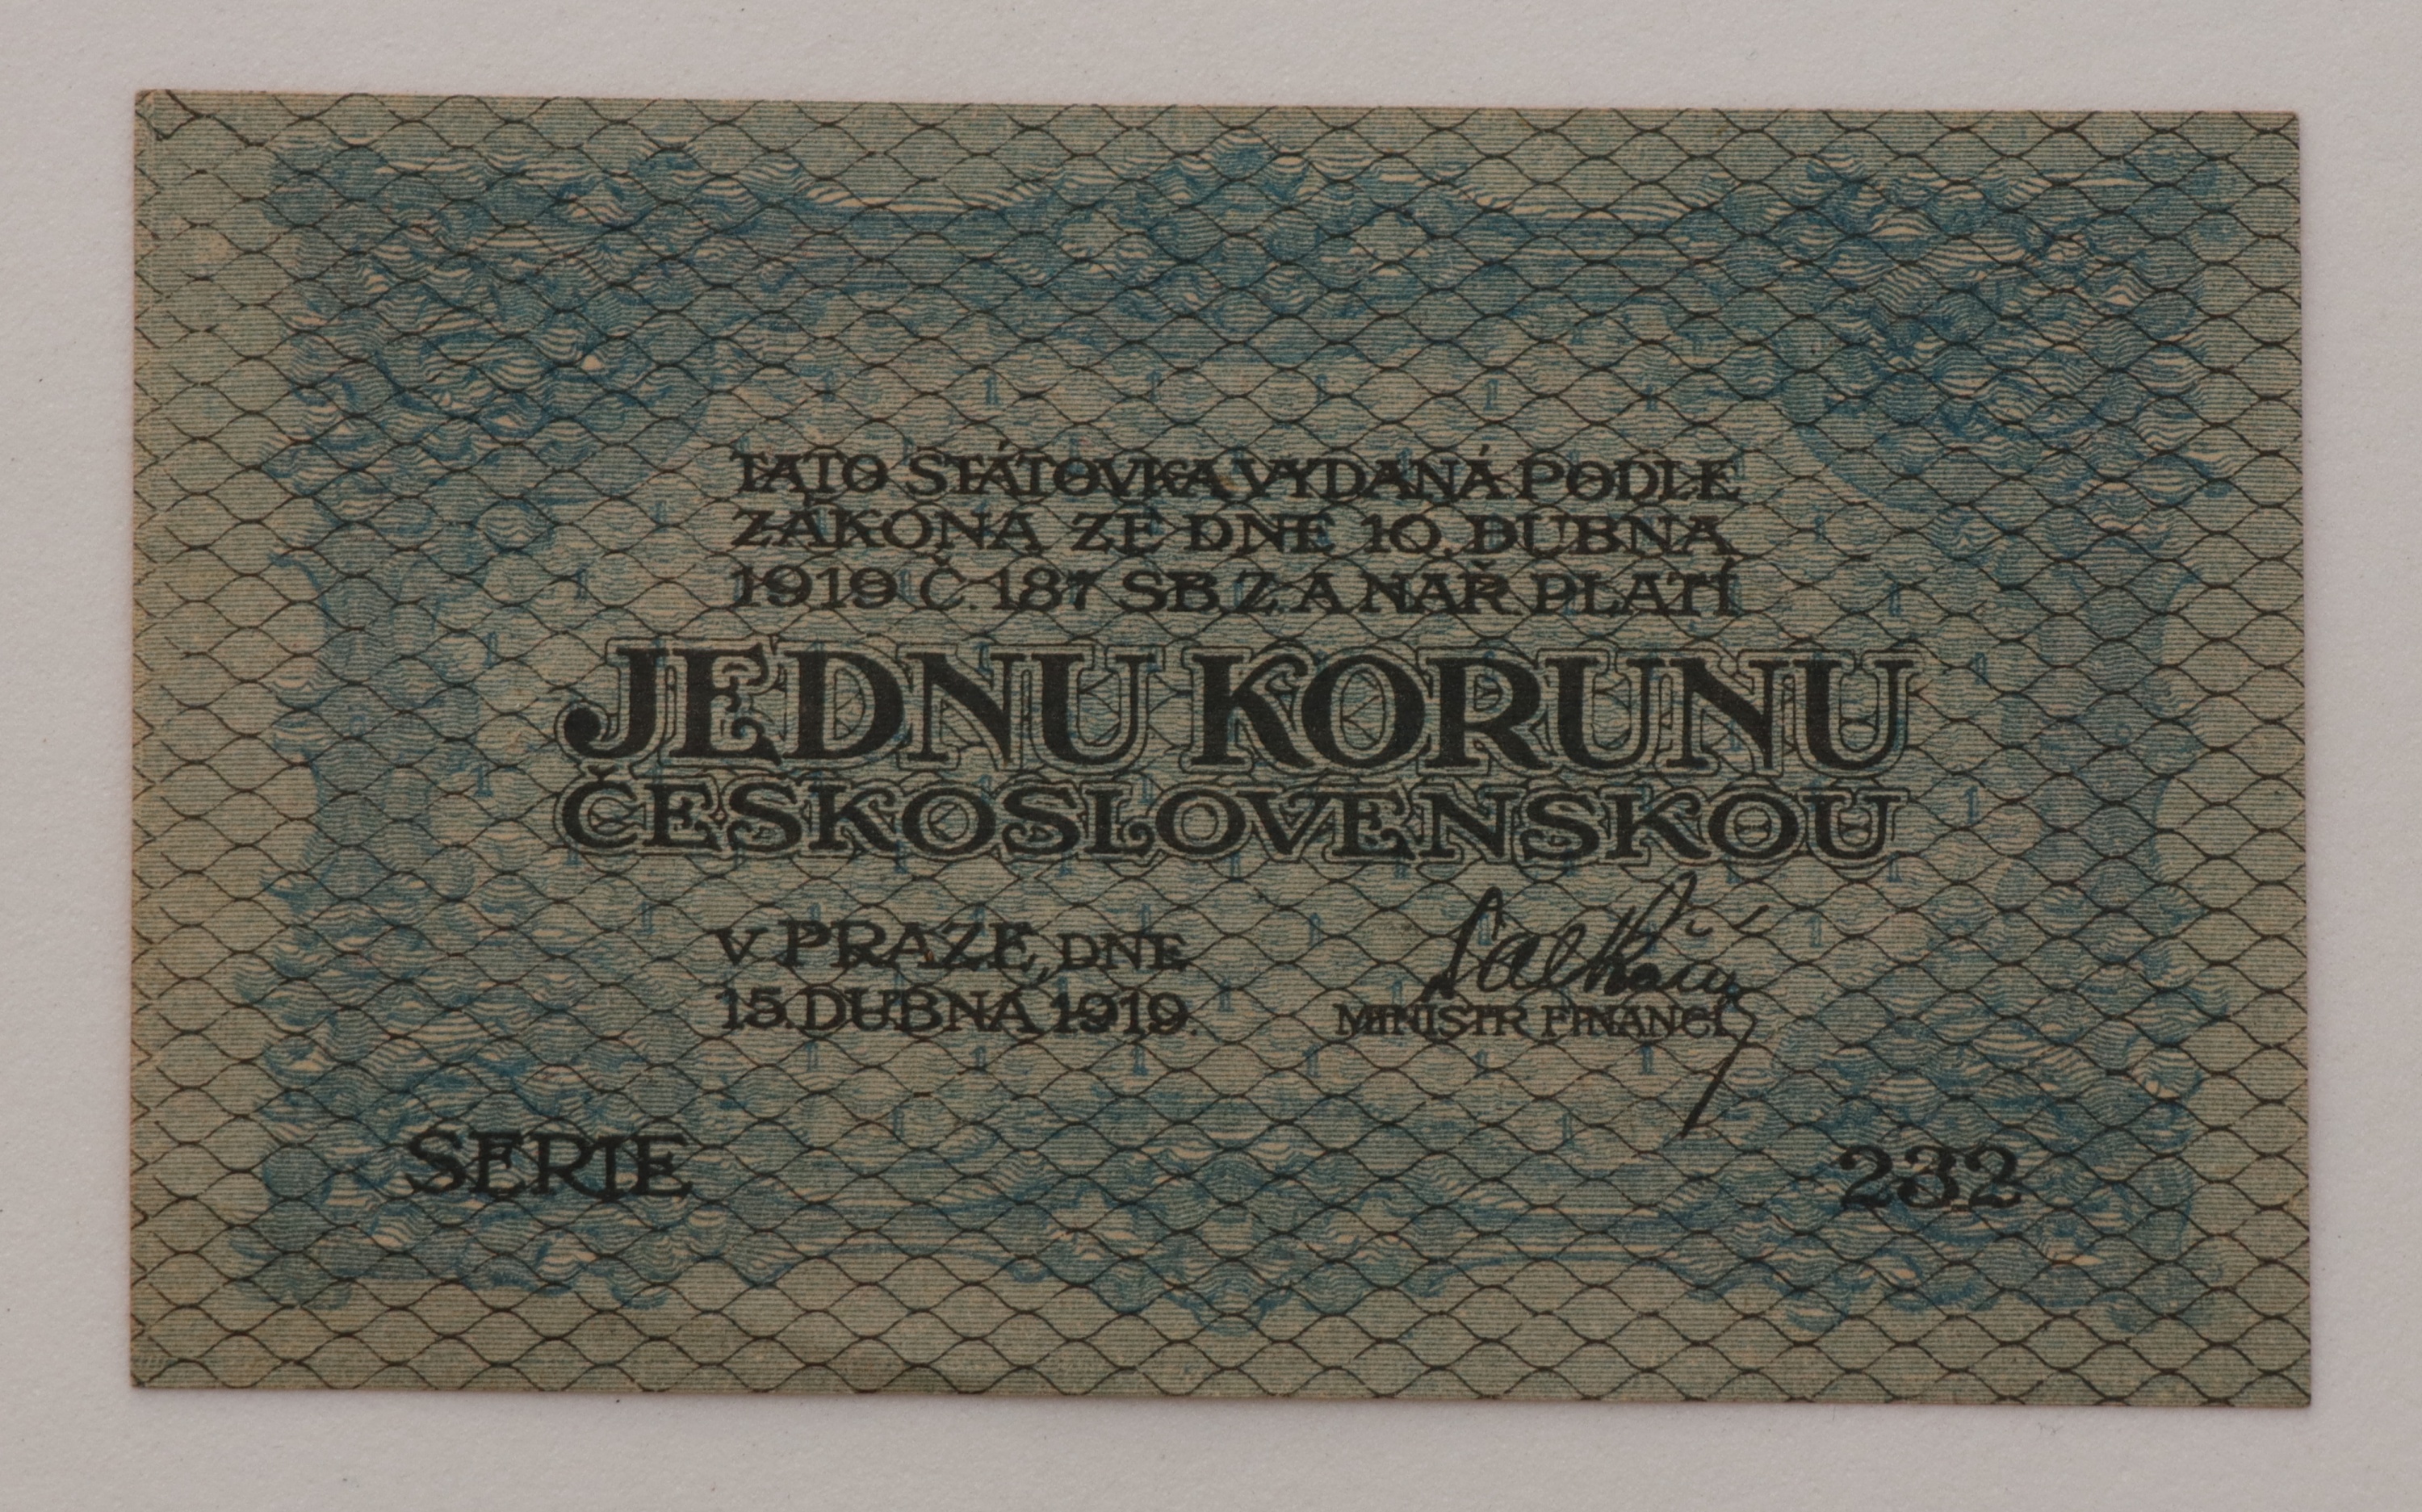 TATO STÁTOVKA VYDANÁ PODLE
ZÁKONA ZE DNE 10. DUBNA
1919 Č. 187 SB. Z. A NAŘ. PLATÍ
JEDNU KORUNU
ČESKOSLOVENSKOU
V PRAZE, DNE
15. DUBNA 1919.
MINISTR FINANCÍ
SERIE 232